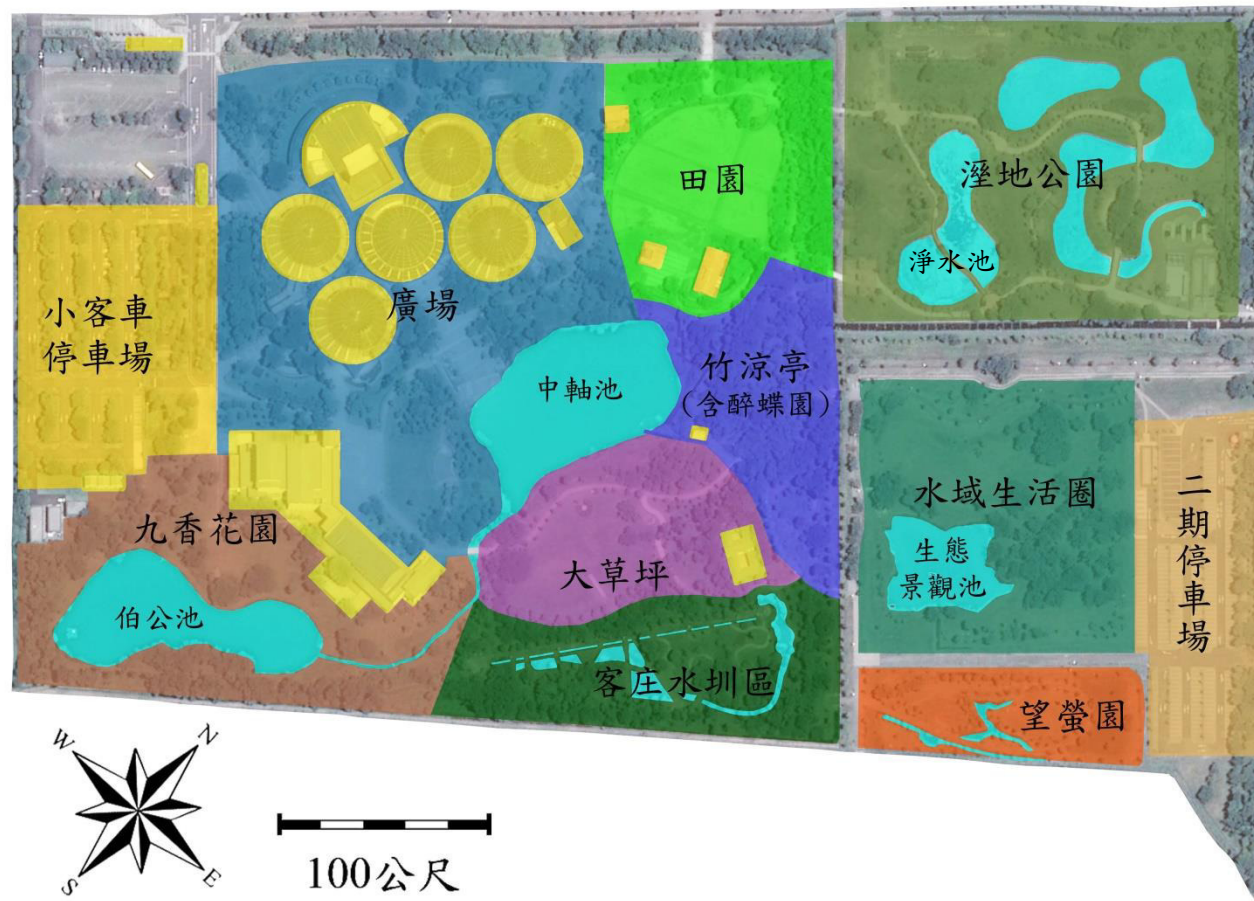 田園
溼地公園
淨水池
小客車
停車場
廣場
中軸池
竹涼亭
(含醉蝶園)
水域生活圈
生態
景觀池
二期停車場
九香花園
伯公池
大草坪
客庄水圳區
望螢園
W
N
S
E
100公尺